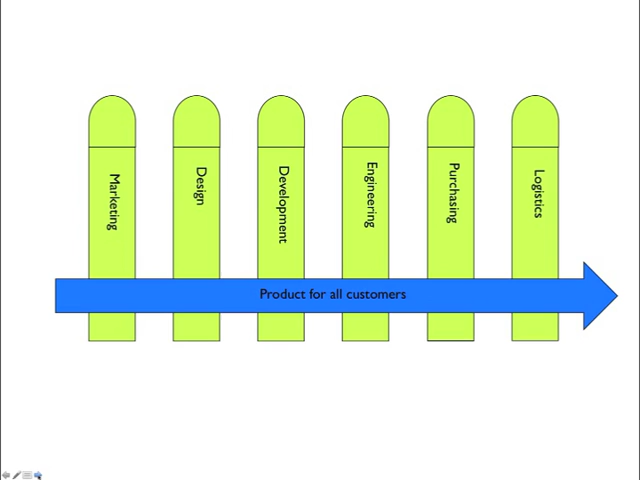 Marketing
Design
Development
Engineering
Purchasing
Logistics
Product for all customers